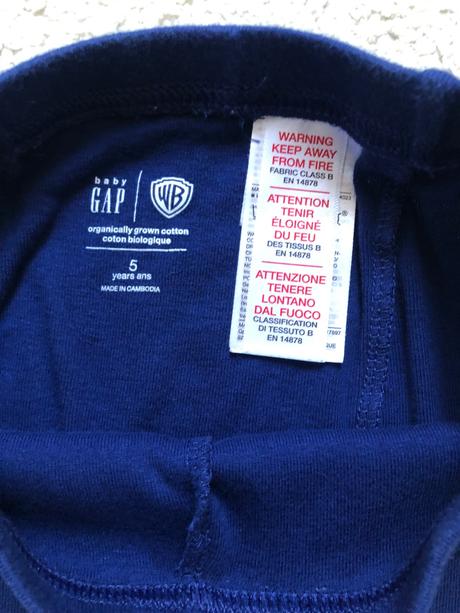 baby
GAP
WB
organically grown cotton
coton biologique
5
years ans
MADE IN CAMBODIA
WARNING
KEEP AWAY
FROM FIRE
FABRIC CLASS B
EN 14878
ATTENTION
TENIR
ÉLOIGNÉ
DU FEU
DES TISSUS B
EN 14878
ATTENZIONE
TENERE
LONTANO
DAL FUOCO
CLASSIFICATION
DI TESSUTO B
EN 14878